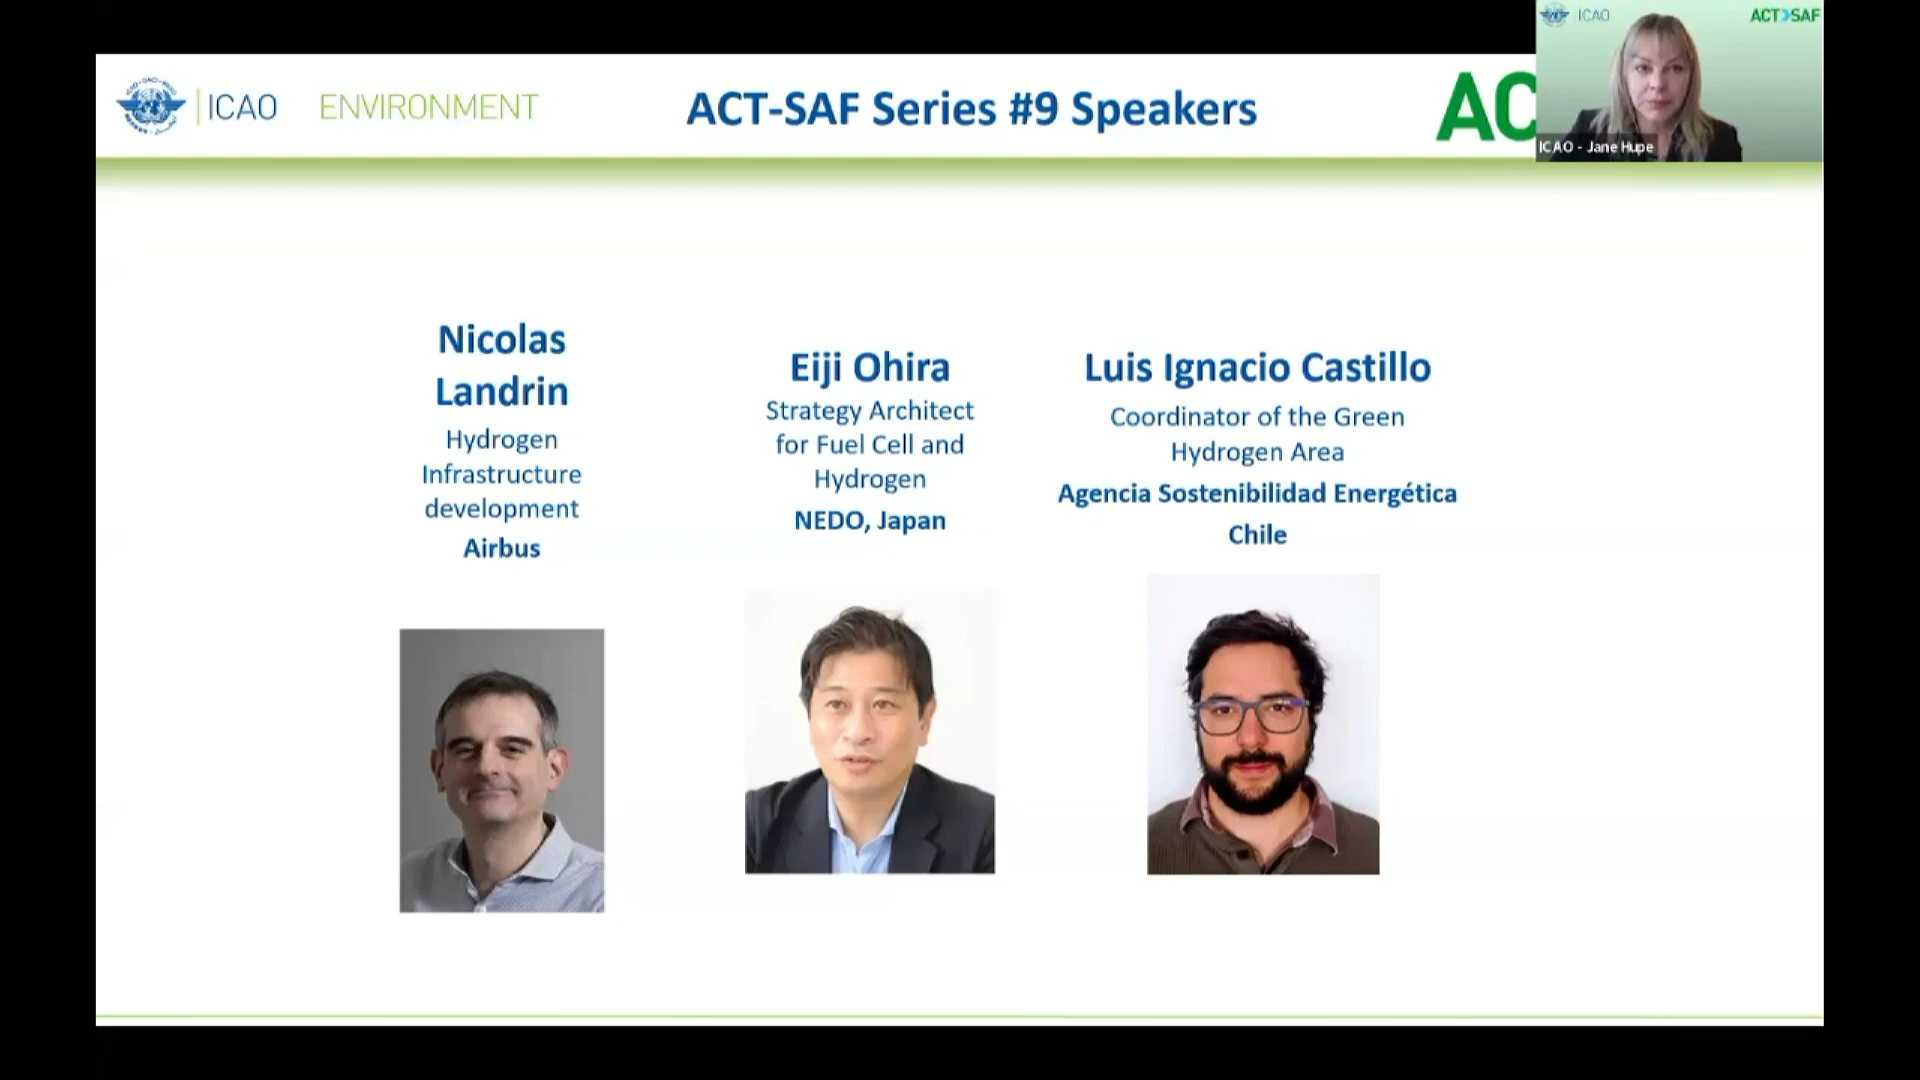 ICAO
ENVIRONMENT
ACT-SAF Series #9 Speakers
AC
ICAO
ACT>SAF
ICAO - Jane Hupe
Nicolas
Landrin
Hydrogen
Infrastructure
development
Airbus
Eiji Ohira
Strategy Architect
for Fuel Cell and
Hydrogen
NEDO, Japan
Luis Ignacio Castillo
Coordinator of the Green
Hydrogen Area
Agencia Sostenibilidad Energética
Chile